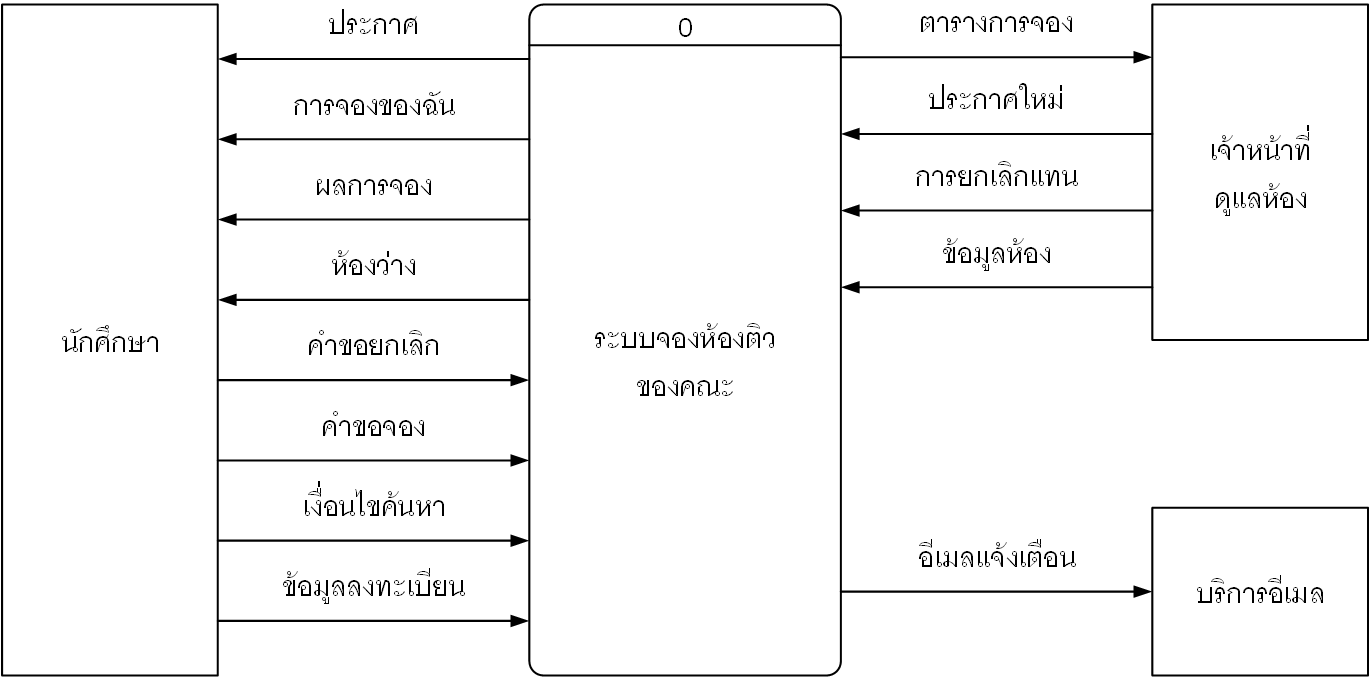 ประกาศ
การจองของฉัน
ผลการจอง
ห้องว่าง
นักศึกษา
คำขอยกเลิก
คำขอจอง
เงื่อนไขค้นหา
ข้อมูลลงทะเบียน
0
ระบบจองห้องติว
ของคณะ
ตารางการจอง
ประกาศใหม่
การยกเลิกแทน
ข้อมูลห้อง
เจ้าหน้าที่
ดูแลห้อง
อีเมลแจ้งเตือน
บริการอีเมล